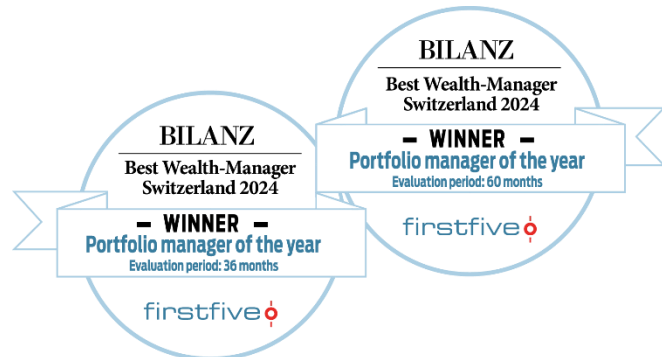 BILANZ
Best Wealth-Manager
Switzerland 2024
– WINNER –
Portfolio manager of the year
Evaluation period: 60 months
firstfive
BILANZ
Best Wealth-Manager
Switzerland 2024
– WINNER –
Portfolio manager of the year
Evaluation period: 36 months
firstfive